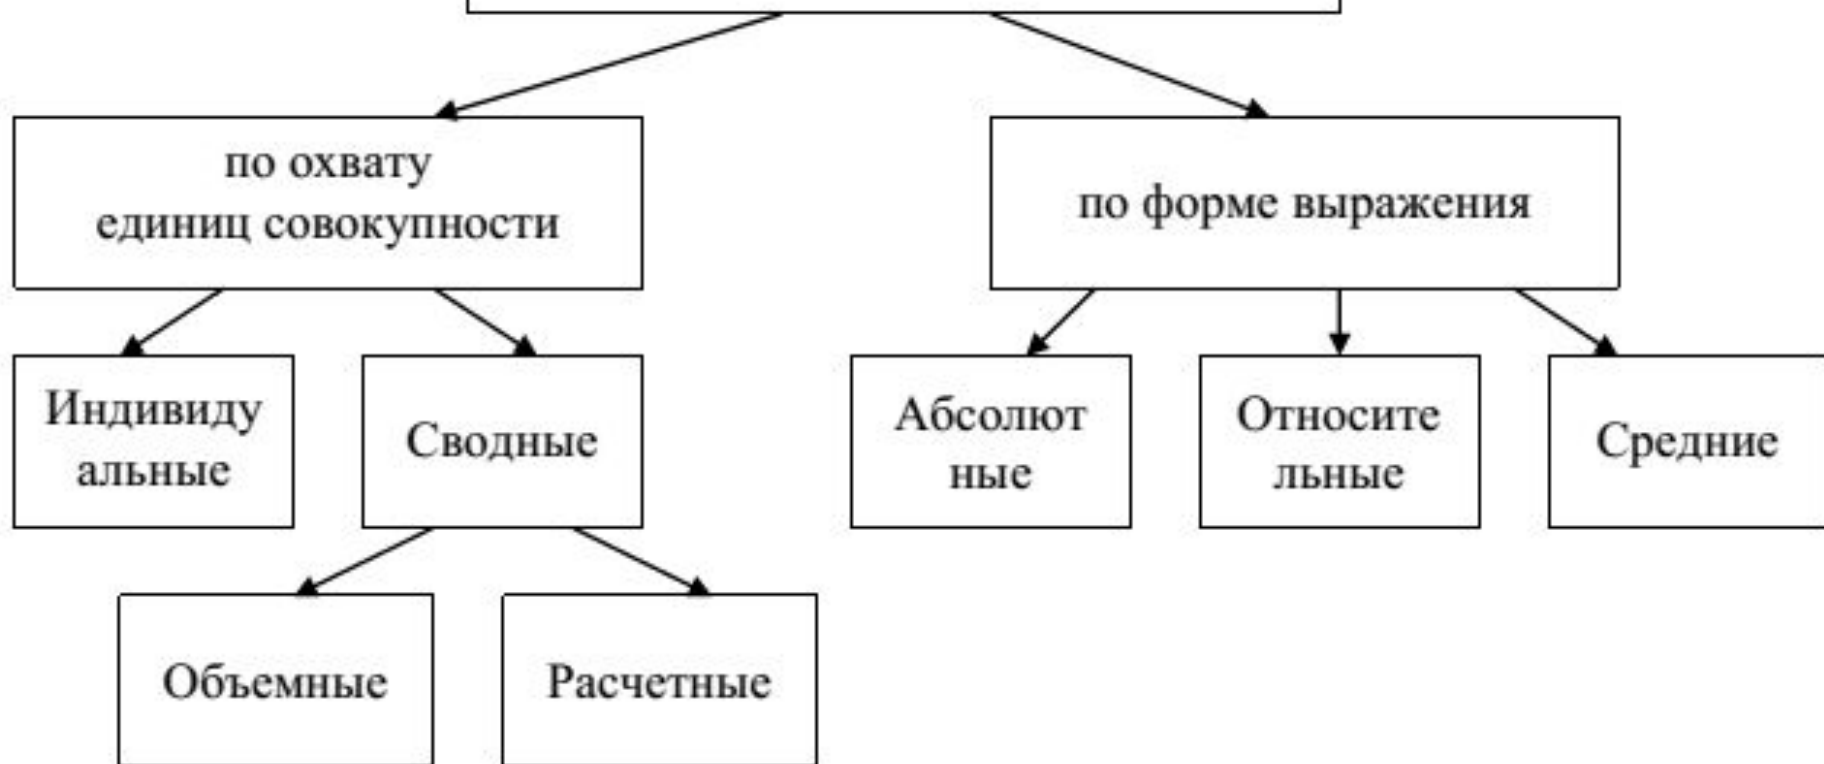 по охвату
единиц совокупности
по форме выражения
Индивиду
альные
Сводные
Абсолют
ные
Относите
льные
Средние
Объемные
Расчетные